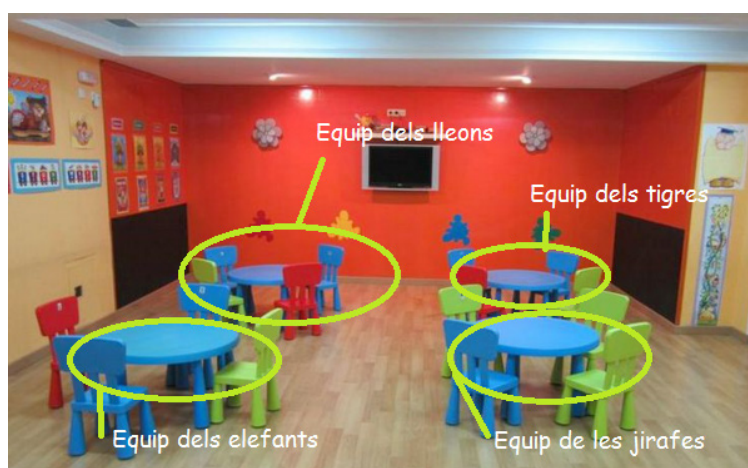 Equip dels lleons
Equip dels tigres
Equip dels elefants
Equip de les jirafes